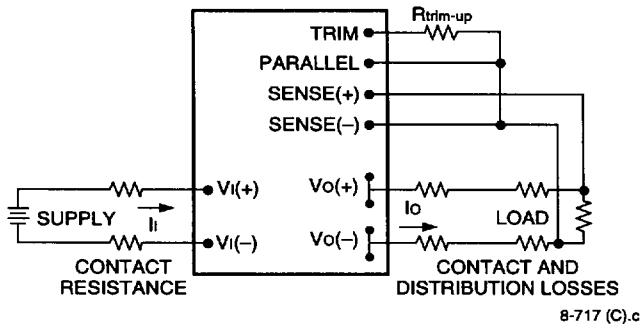 Rtrim-up
TRIM
PARALLEL
SENSE(+)
SENSE(–)
VI(+)
VO(+)
SUPPLY
II
IO
LOAD
VI(–)
VO(–)
CONTACT
RESISTANCE
CONTACT AND
DISTRIBUTION LOSSES
8-717 (C).c